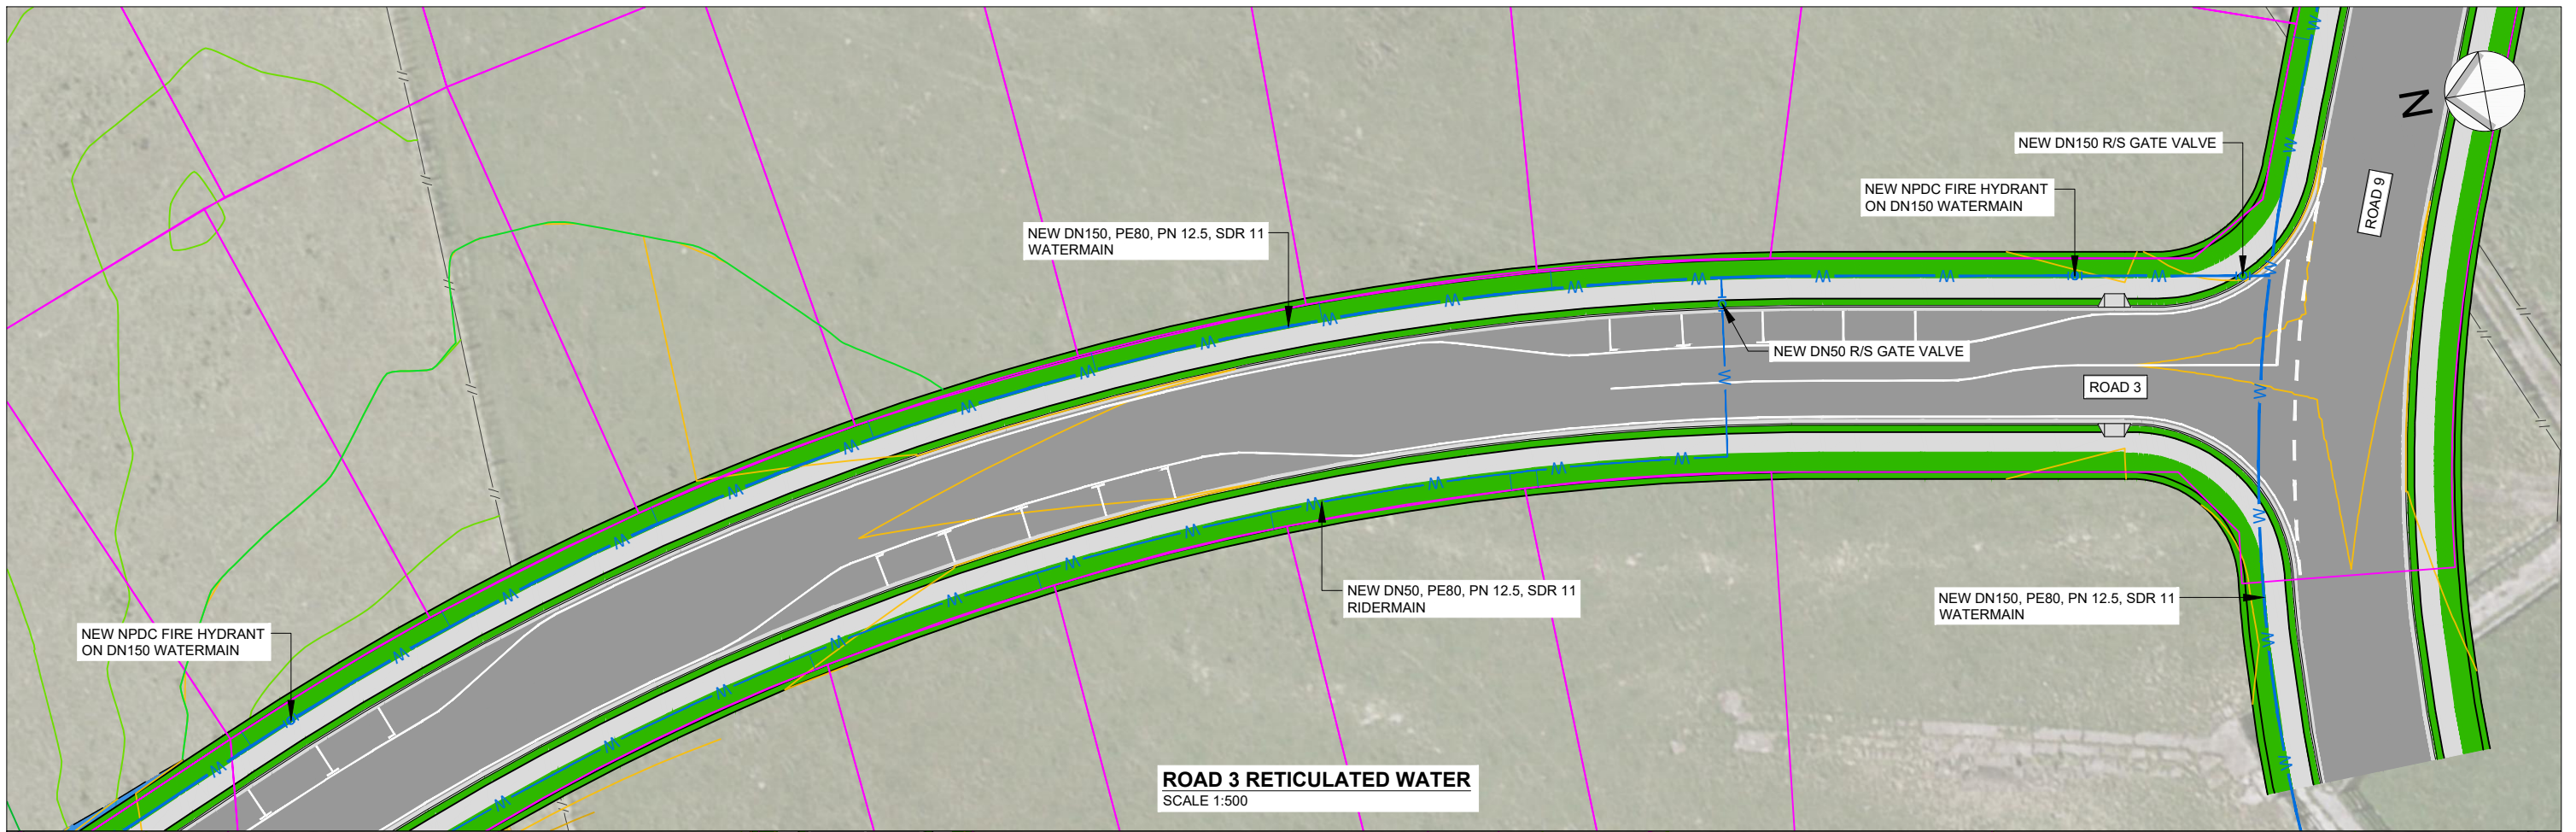 N
NEW DN150 R/S GATE VALVE
NEW NPDC FIRE HYDRANT
ON DN150 WATERMAIN
ROAD 9
NEW DN150, PE80, PN 12.5, SDR 11
WATERMAIN
NEW DN50 R/S GATE VALVE
ROAD 3
NEW DN50, PE80, PN 12.5, SDR 11
RIDERMAIN
NEW DN150, PE80, PN 12.5, SDR 11
WATERMAIN
NEW NPDC FIRE HYDRANT
ON DN150 WATERMAIN
ROAD 3 RETICULATED WATER
SCALE 1:500